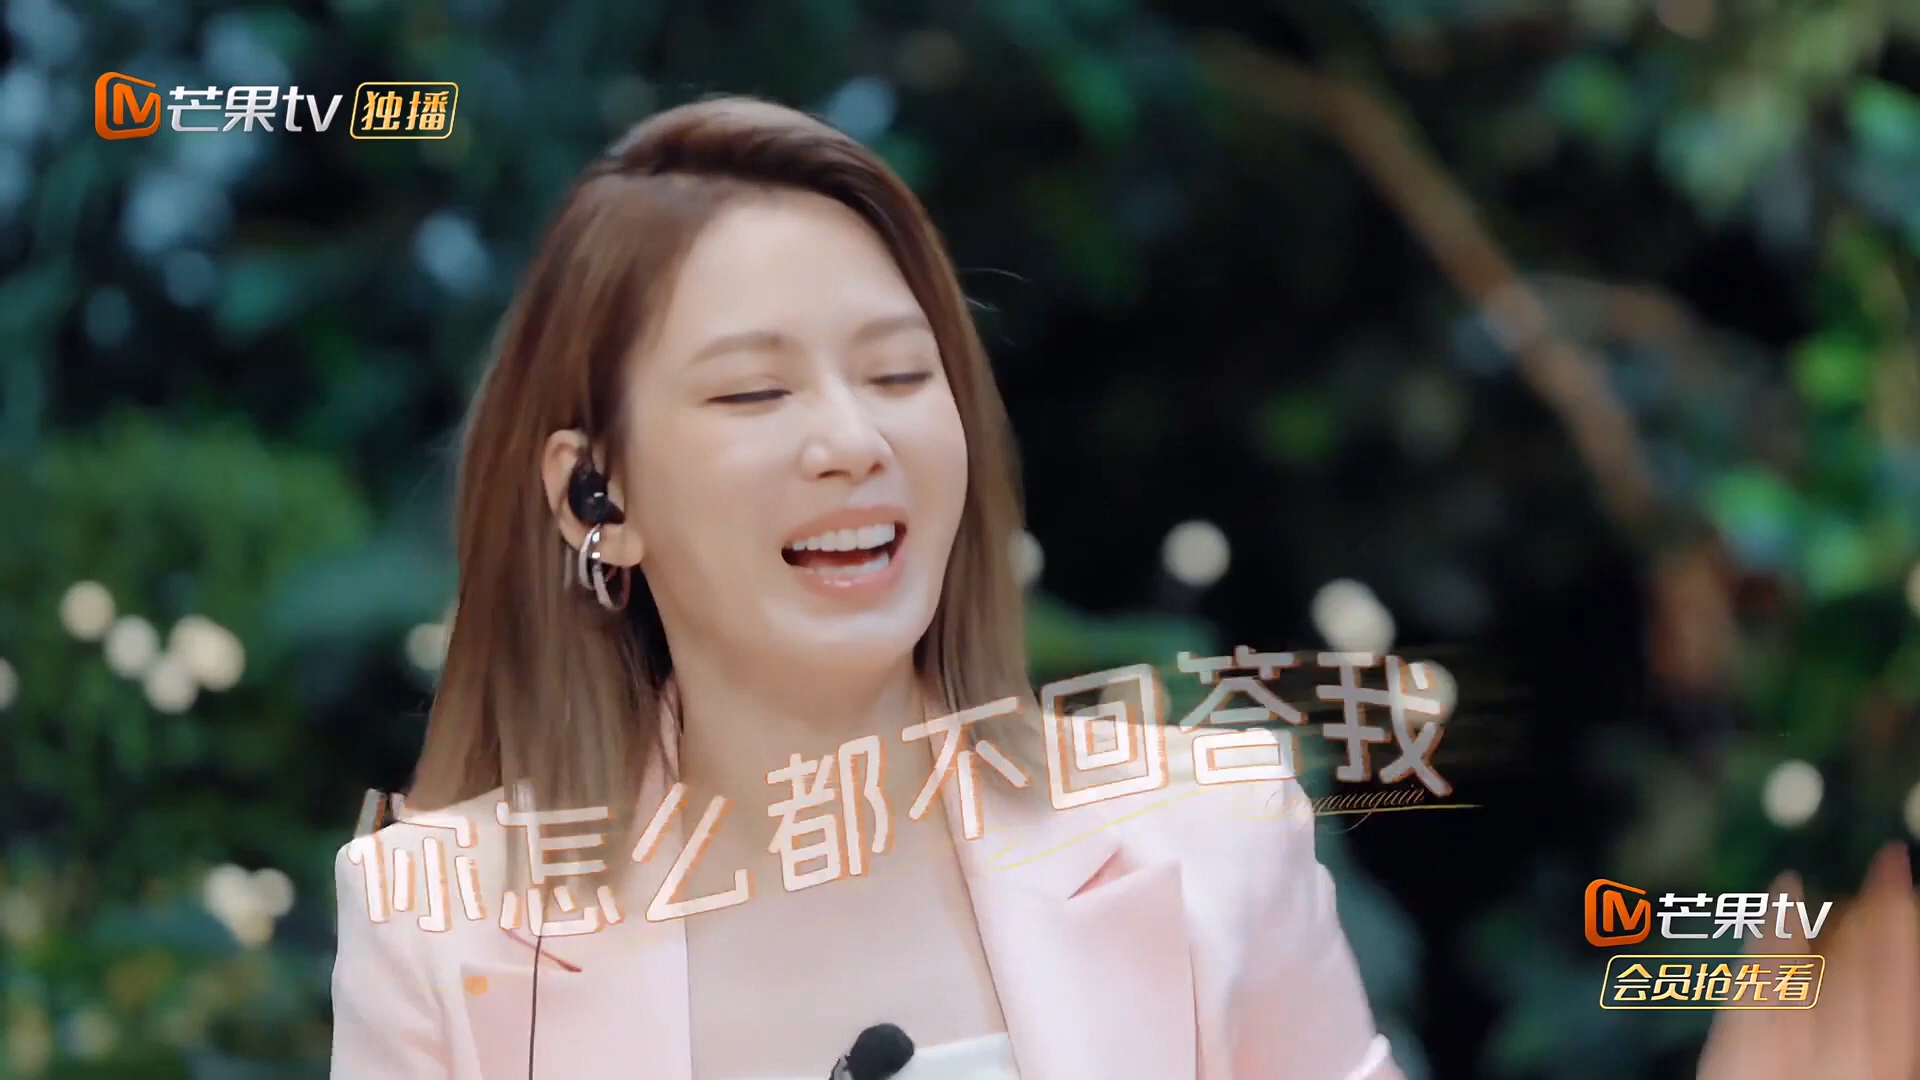 芒果tv 独播
你怎么都不回答我
芒果tv
会员抢先看